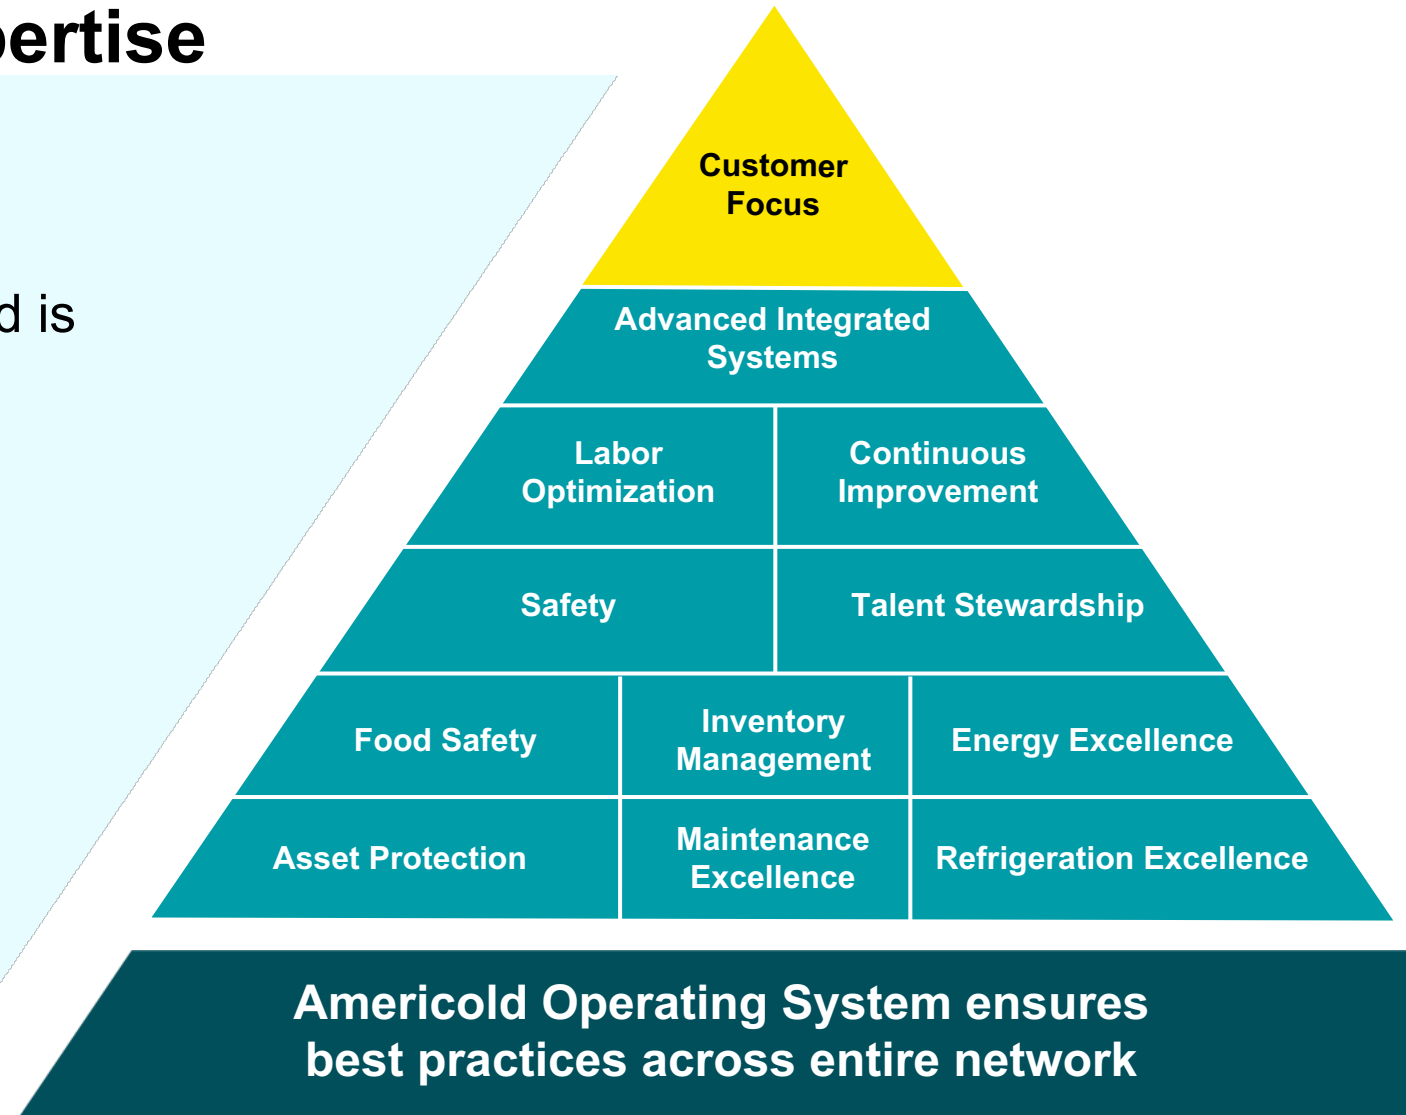 pertise
d is
Customer
Focus
Advanced Integrated
Systems
Labor
Optimization
Continuous
Improvement
Safety
Talent Stewardship
Food Safety
Inventory
Management
Energy Excellence
Asset Protection
Maintenance
Excellence
Refrigeration Excellence
Americold Operating System ensures
best practices across entire network